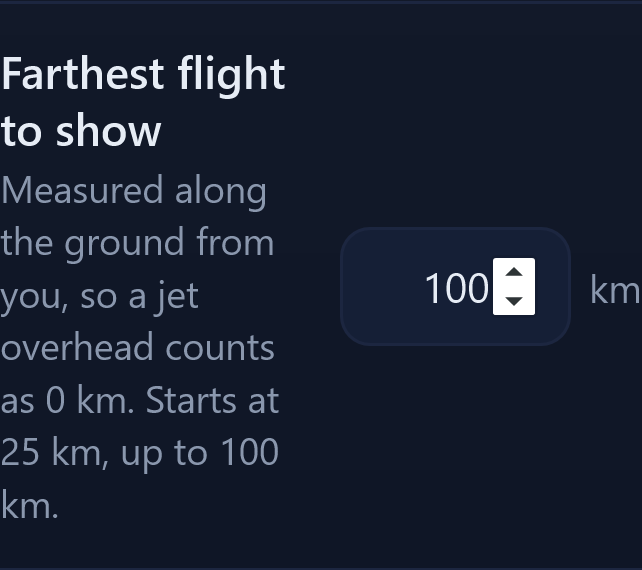 Farthest flight
to show
Measured along
the ground from
you, so a jet
overhead counts
as 0 km. Starts at
25 km, up to 100
km.
100
km